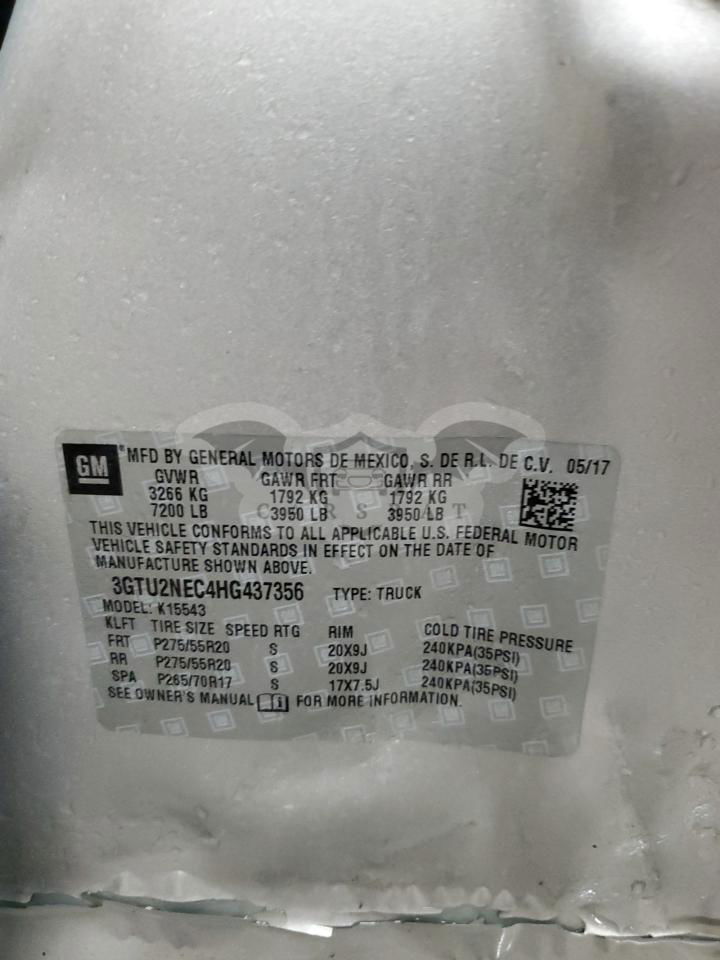 GM
MFD BY GENERAL MOTORS DE MEXICO, S. DE R.L. DE C.V. 05/17
GVWR GAWR FRT GAWR RR
3266 KG 1792 KG 1792 KG
7200 LB 3950 LB 3950 LB
THIS VEHICLE CONFORMS TO ALL APPLICABLE U.S. FEDERAL MOTOR
VEHICLE SAFETY STANDARDS IN EFFECT ON THE DATE OF
MANUFACTURE SHOWN ABOVE.
3GTU2NEC4HG437356 TYPE: TRUCK
MODEL: K15543
KLFT TIRE SIZE SPEED RTG RIM COLD TIRE PRESSURE
FRT P275/55R20 S 20X9J 240KPA(35PSI)
RR P275/55R20 S 20X9J 240KPA(35PSI)
SPA P265/70R17 S 17X7.5J 240KPA(35PSI)
SEE OWNER'S MANUAL FOR MORE INFORMATION.